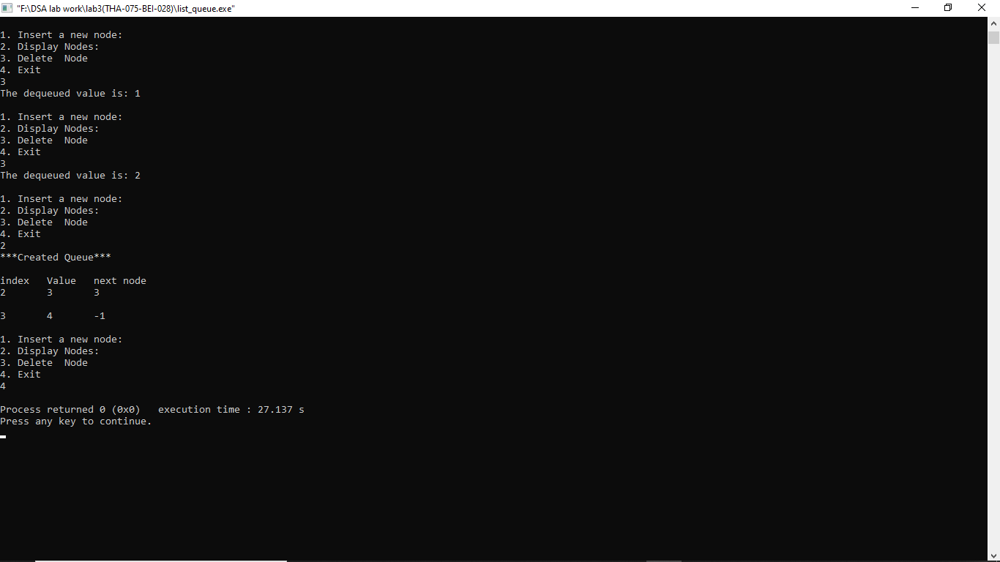 "F:\DSA lab work\lab3(THA-075-BEI-028)\list_queue.exe"
1. Insert a new node:
2. Display Nodes:
3. Delete  Node
4. Exit
3
The dequeued value is: 1
1. Insert a new node:
2. Display Nodes:
3. Delete  Node
4. Exit
3
The dequeued value is: 2
1. Insert a new node:
2. Display Nodes:
3. Delete  Node
4. Exit
2
***Created Queue***
index   Value   next node
2       3       3
3       4       -1
1. Insert a new node:
2. Display Nodes:
3. Delete  Node
4. Exit
4
Process returned 0 (0x0)   execution time : 27.137 s
Press any key to continue.